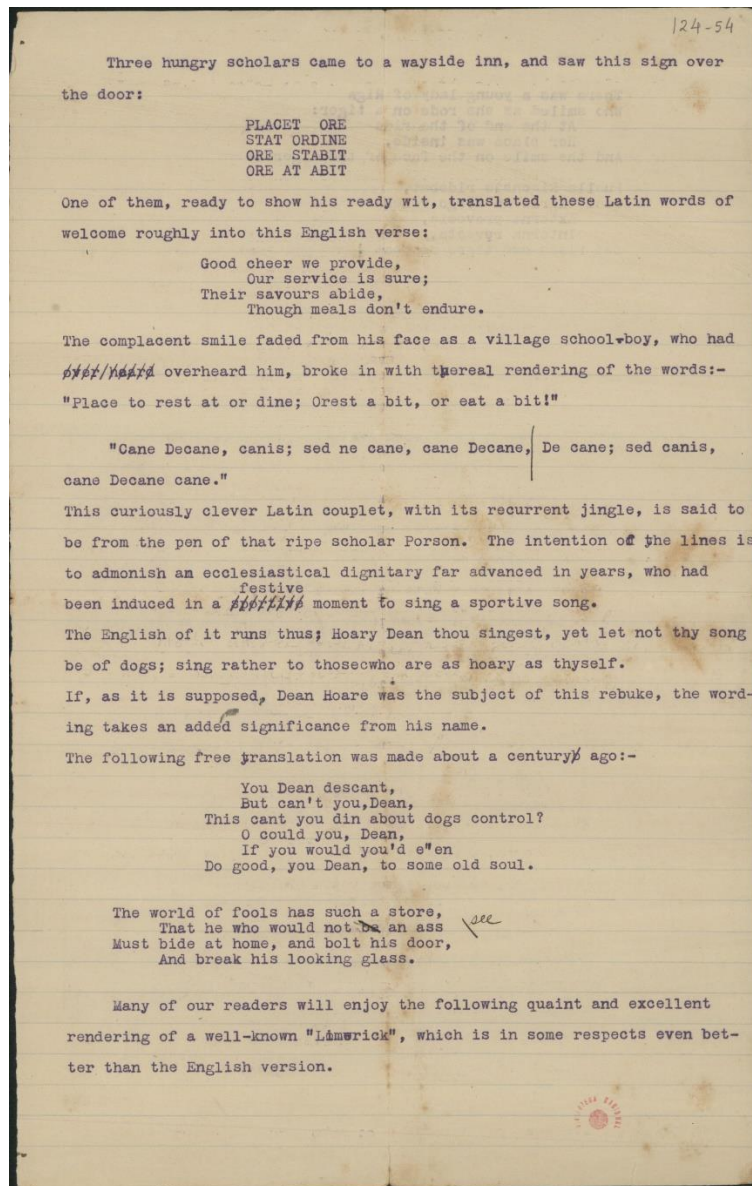 124-54
Three hungry scholars came to a wayside inn, and saw this sign over
the door:
PLACET ORE
STAT ORDINE
ORE STABIT
ORE AT ABIT
One of them, ready to show his ready wit, translated these Latin words of
welcome roughly into this English verse:
Good cheer we provide,
Our service is sure;
Their savours abide,
Though meals don't endure.
The complacent smile faded from his face as a village school-boy, who had
overheard him, broke in with thereal rendering of the words:-
"Place to rest at or dine; Orest a bit, or eat a bit!"
"Cane Decane, canis; sed ne cane, cane Decane, De cane; sed canis,
cane Decane cane."
This curiously clever Latin couplet, with its recurrent jingle, is said to
be from the pen of that ripe scholar Porson. The intention of the lines is
to admonish an ecclesiastical dignitary far advanced in years, who had
festive
been induced in a moment to sing a sportive song.
The English of it runs thus; Hoary Dean thou singest, yet let not thy song
be of dogs; sing rather to thosecwho are as hoary as thyself.
If, as it is supposed, Dean Hoare was the subject of this rebuke, the word-
ing takes an added significance from his name.
The following free translation was made about a century ago:-
You Dean descant,
But can't you,Dean,
This cant you din about dogs control?
O could you, Dean,
If you would you'd e"en
Do good, you Dean, to some old soul.
The world of fools has such a store,
That he who would not see an ass
Must bide at home, and bolt his door,
And break his looking glass.
Many of our readers will enjoy the following quaint and excellent
rendering of a well-known "Limerick", which is in some respects even bet-
ter than the English version.